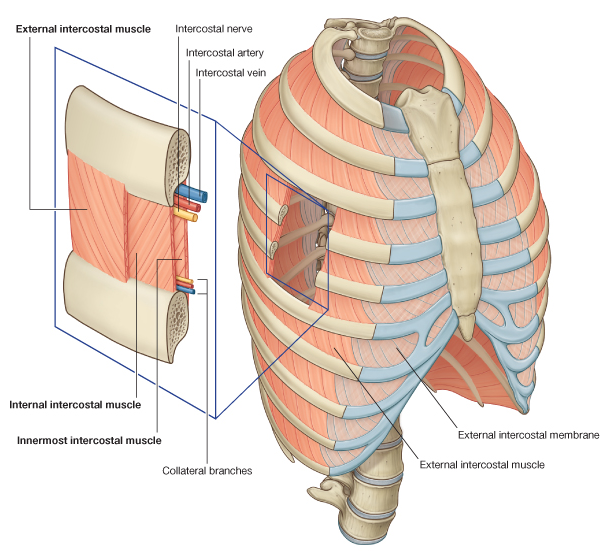 External intercostal muscle
Intercostal nerve
Intercostal artery
Intercostal vein
Internal intercostal muscle
Innermost intercostal muscle
Collateral branches
External intercostal membrane
External intercostal muscle